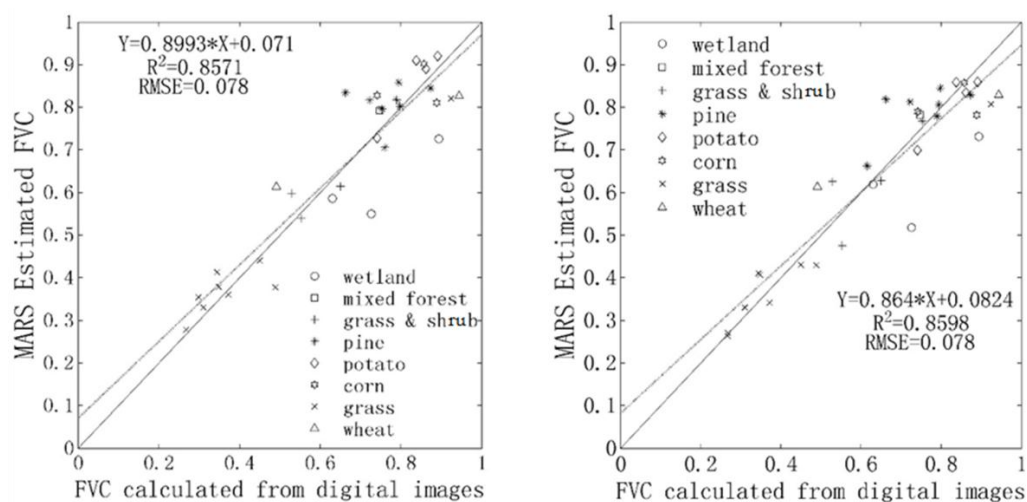 1
0.9
0.8
0.7
0.6
0.5
0.4
0.3
0.2
0.1
0
MARS Estimated FVC
Y=0.8993*X+0.071
R²=0.8571
RMSE=0.078
wetland
mixed forest
grass & shrub
pine
potato
corn
grass
wheat
0 0.2 0.4 0.6 0.8 1
FVC calculated from digital images
1
0.9
0.8
0.7
0.6
0.5
0.4
0.3
0.2
0.1
0
MARS Estimated FVC
wetland
mixed forest
grass & shrub
pine
potato
corn
grass
wheat
Y=0.864*X+0.0824
R²=0.8598
RMSE=0.078
0 0.2 0.4 0.6 0.8 1
FVC calculated from digital images